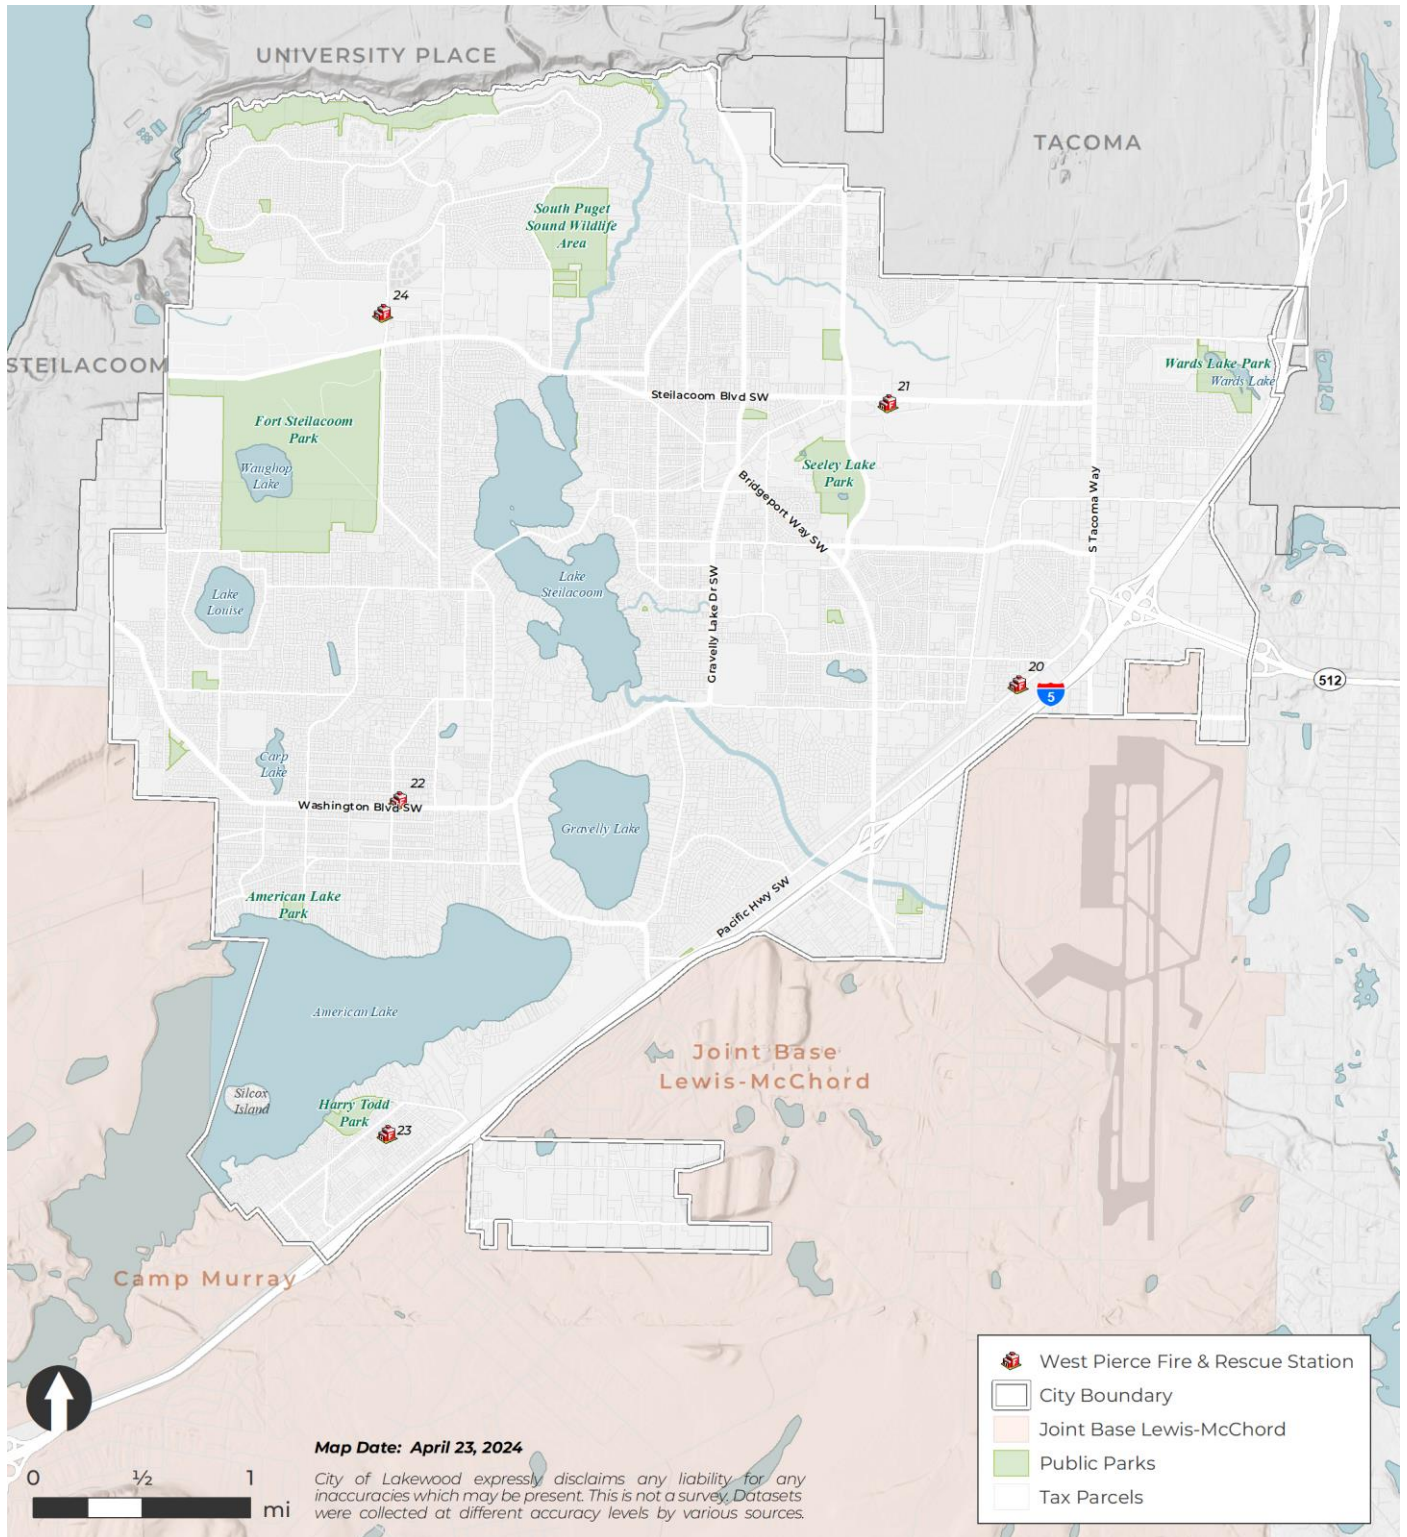 UNIVERSITY PLACE
TACOMA
South Puget
Sound Wildlife
Area
24
STEILACOOM
Wards Lake Park
Wards Lake
21
Steilacoom Blvd SW
Fort Steilacoom
Park
Waughop
Lake
Seeley Lake
Park
Bridgeport Way SW
S Tacoma Way
Lake
Steilacoom
Lake
Louise
Gravelly Lake Dr SW
20
5
512
Carp
Lake
22
Washington Blvd SW
Gravelly Lake
American Lake
Park
Pacific Hwy SW
American Lake
Joint Base
Lewis-McChord
Silcox
Island
Harry Todd
Park
23
Camp Murray
West Pierce Fire & Rescue Station
City Boundary
Joint Base Lewis-McChord
Public Parks
Tax Parcels
Map Date: April 23, 2024
0 ½ 1
mi
City of Lakewood expressly disclaims any liability for any
inaccuracies which may be present. This is not a survey. Datasets
were collected at different accuracy levels by various sources.